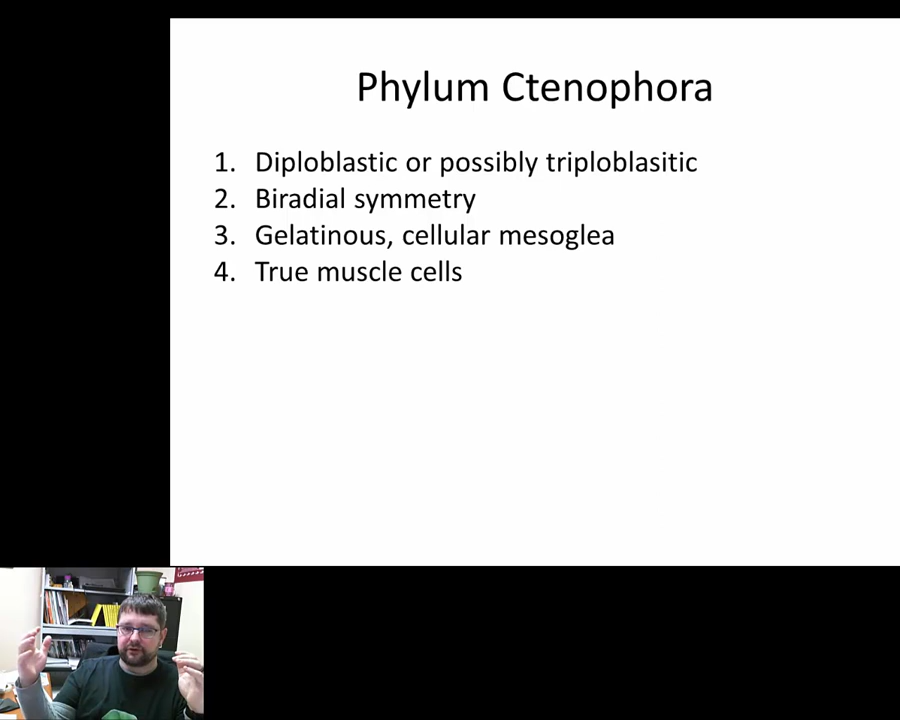 Phylum Ctenophora
1. Diploblastic or possibly triploblasitic
2. Biradial symmetry
3. Gelatinous, cellular mesoglea
4. True muscle cells